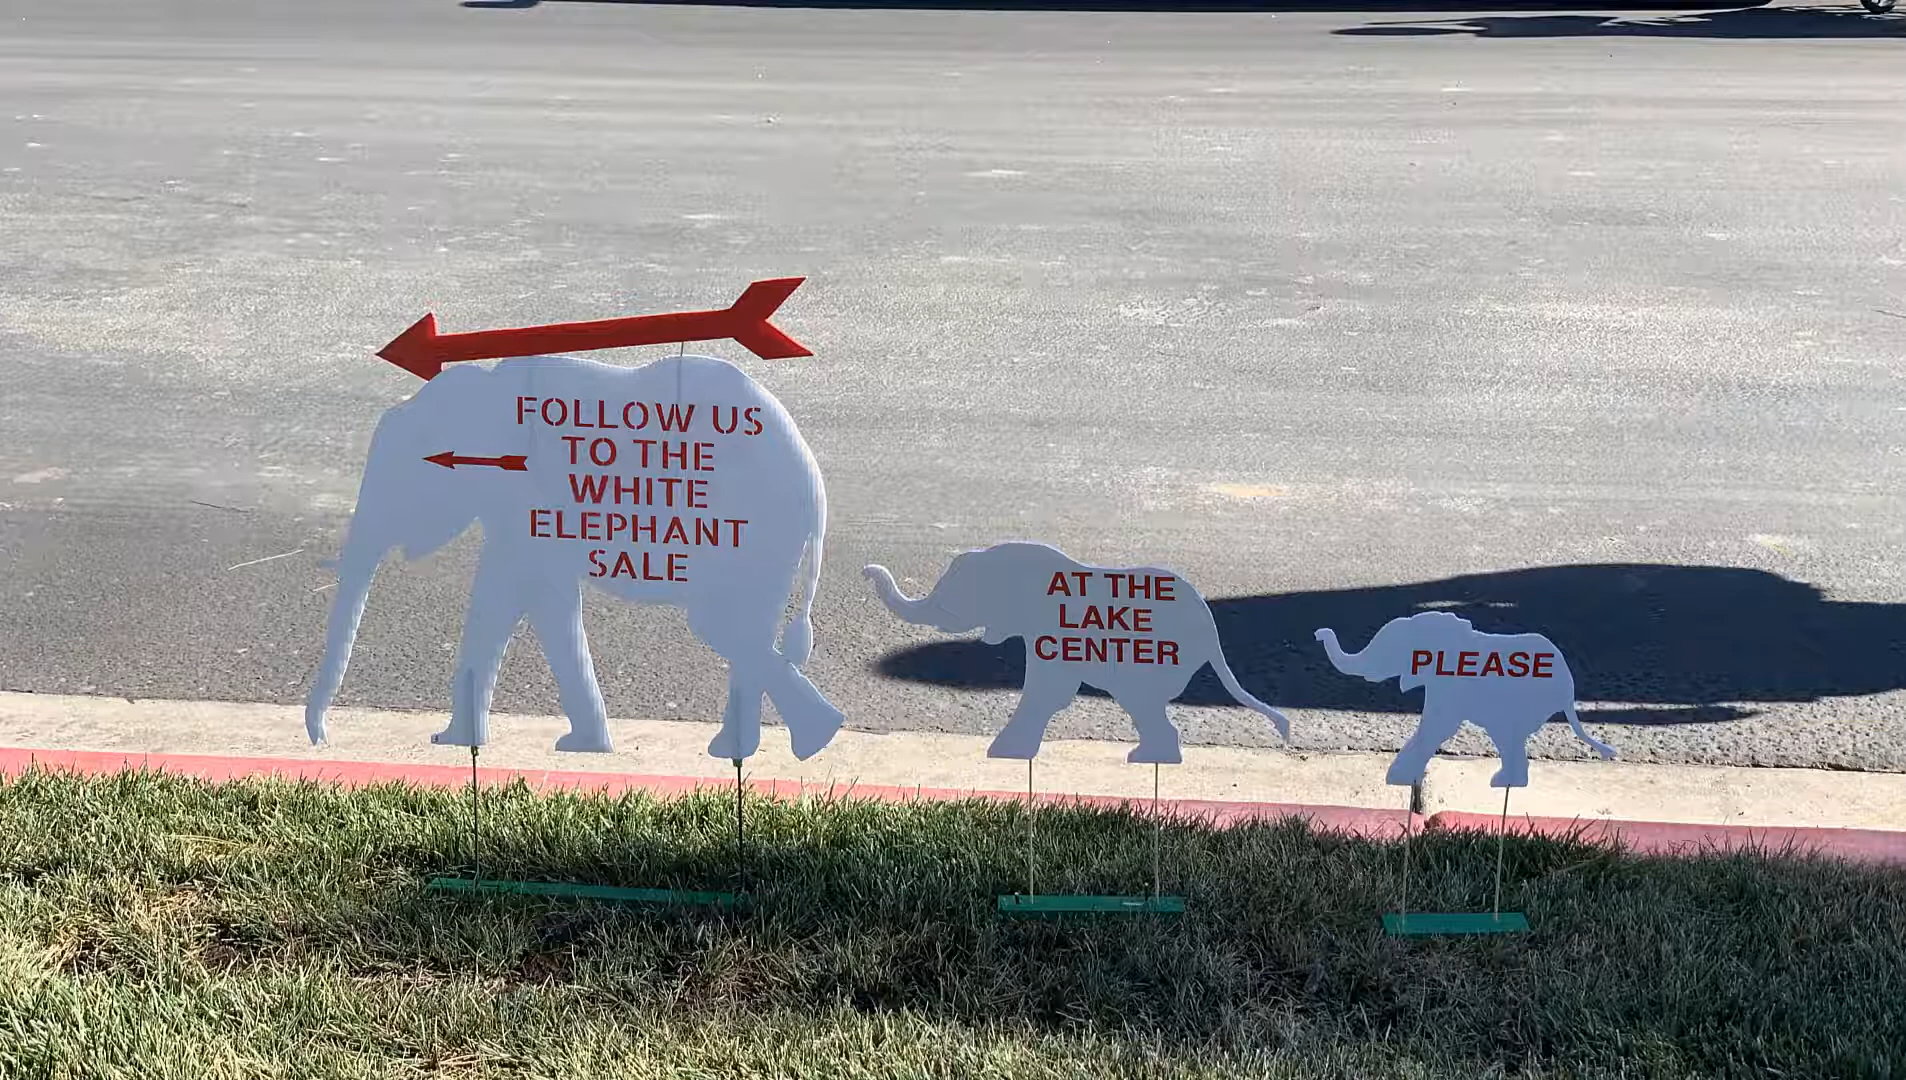 FOLLOW US
TO THE
WHITE
ELEPHANT
SALE
AT THE
LAKE
CENTER
PLEASE